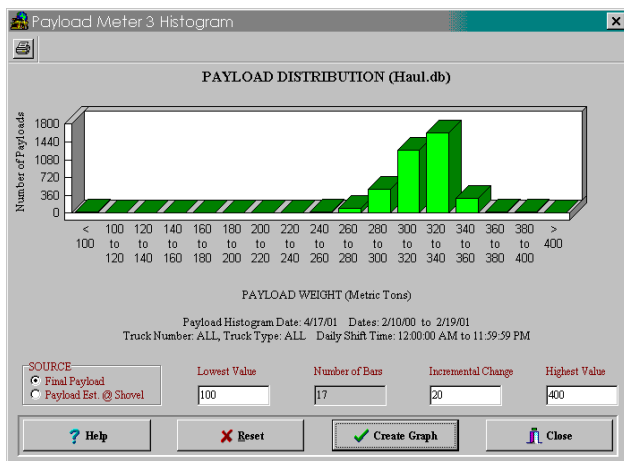 Payload Meter 3 Histogram
PAYLOAD DISTRIBUTION (Haul.db)
Number of Payloads
1800
1440
1080
720
360
0
< 100 120 140 160 180 200 220 240 260 280 300 320 340 360 380 >
100 to to to to to to to to to to to to to to to 400
120 140 160 180 200 220 240 260 280 300 320 340 360 380 400
PAYLOAD WEIGHT (Metric Tons)
Payload Histogram Date: 4/17/01 Dates: 2/10/00 to 2/19/01
Truck Number: ALL, Truck Type: ALL Daily Shift Time: 12:00:00 AM to 11:59:59 PM
SOURCE
Final Payload
Payload Est. @ Shovel
Lowest Value
100
Number of Bars
17
Incremental Change
20
Highest Value
400
? Help
Reset
Create Graph
Close